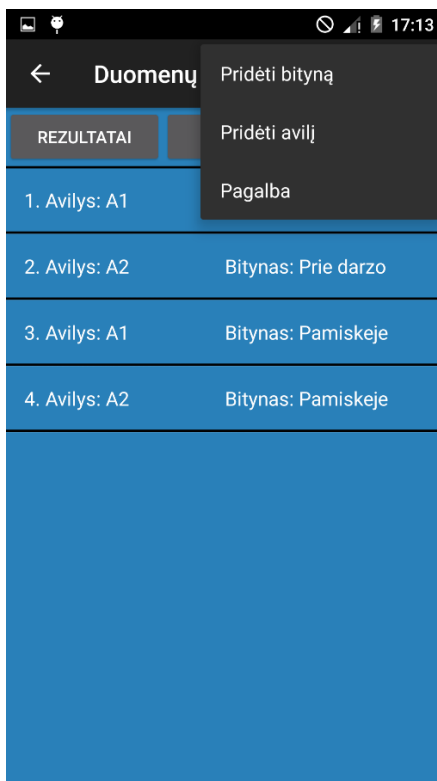 17:13
Duomenų
Pridėti bityną
Pridėti avilį
Pagalba
REZULTATAI
1. Avilys: A1
2. Avilys: A2 Bitynas: Prie darzo
3. Avilys: A1 Bitynas: Pamiskeje
4. Avilys: A2 Bitynas: Pamiskeje